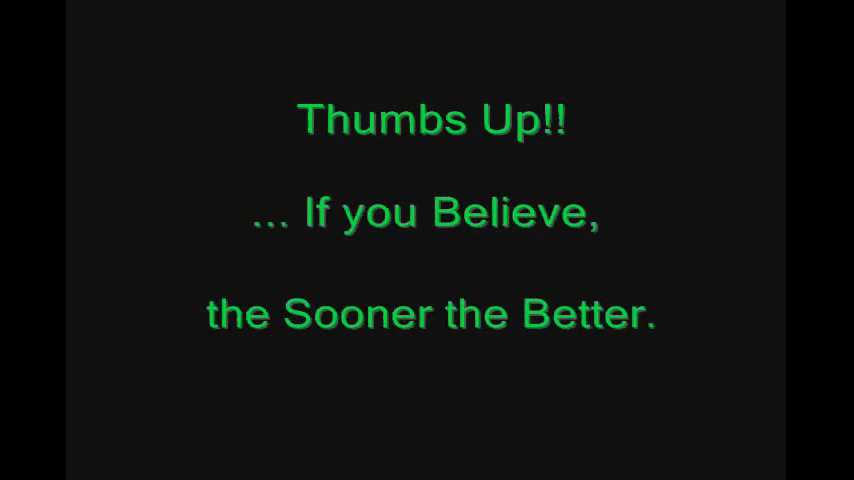 Thumbs Up!!
... If you Believe,
the Sooner the Better.